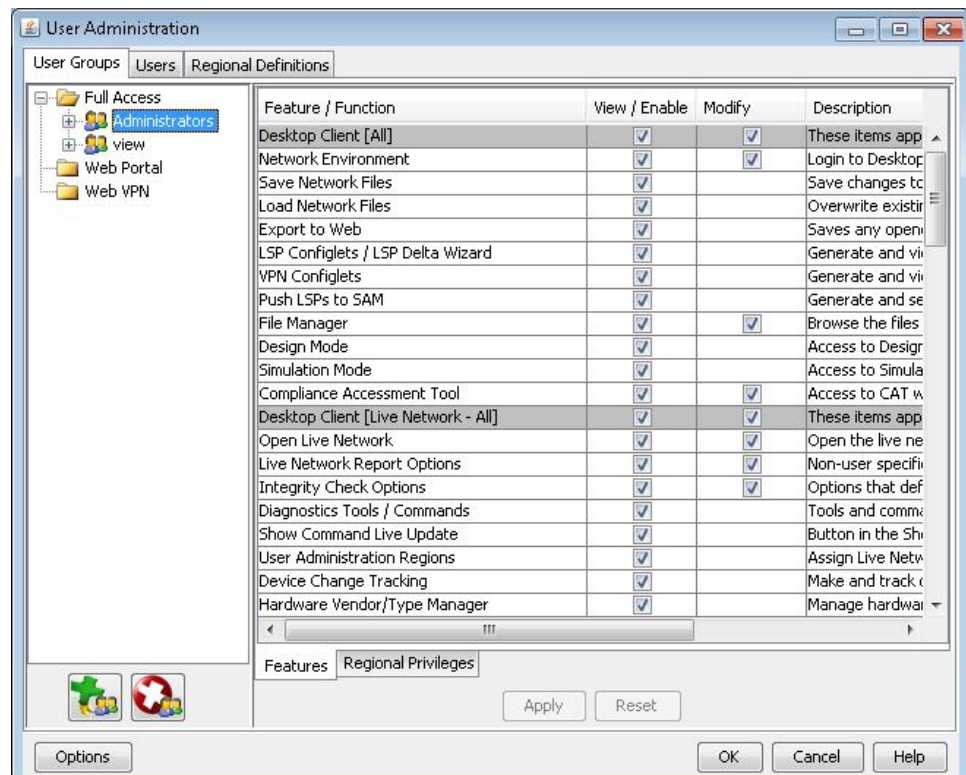 User Administration
User Groups Users Regional Definitions
Full Access
Administrators
view
Web Portal
Web VPN
Feature / Function View / Enable Modify Description
Desktop Client [All] These items app
Network Environment Login to Desktop
Save Network Files Save changes to
Load Network Files Overwrite existin
Export to Web Saves any open
LSP Configlets / LSP Delta Wizard Generate and vi
VPN Configlets Generate and vi
Push LSPs to SAM Generate and se
File Manager Browse the files
Design Mode Access to Design
Simulation Mode Access to Simula
Compliance Accessment Tool Access to CAT w
Desktop Client [Live Network - All] These items app
Open Live Network Open the live ne
Live Network Report Options Non-user specifi
Integrity Check Options Options that def
Diagnostics Tools / Commands Tools and comma
Show Command Live Update Button in the Sh
User Administration Regions Assign Live Netw
Device Change Tracking Make and track
Hardware Vendor/Type Manager Manage hardwar
Features Regional Privileges
Apply Reset
Options OK Cancel Help